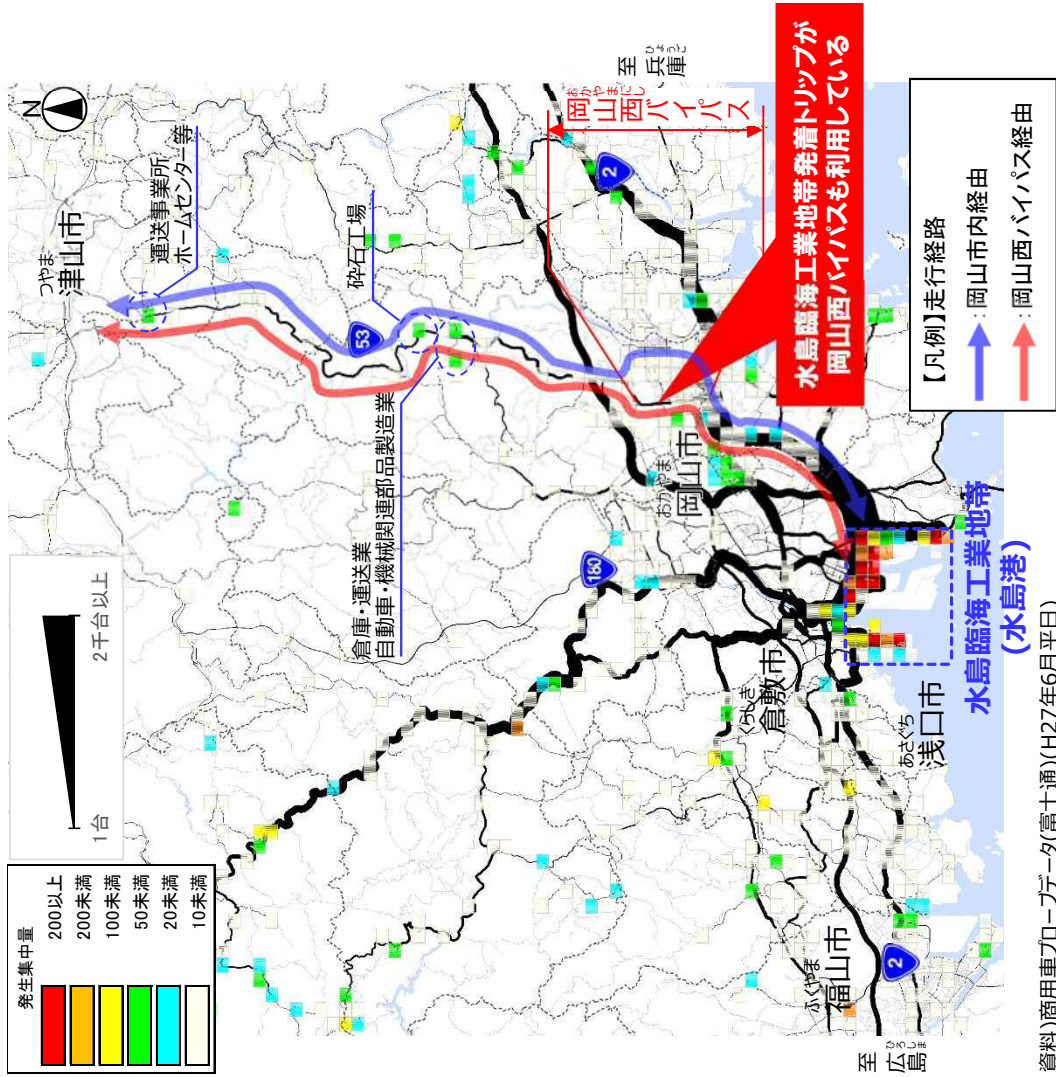 発生集中量
200以上
200未満
100未満
50未満
20未満
10未満
1台
2千台以上
N
つやま
津山市
運送事業所
ホームセンター等
砕石工場
53
倉庫・運送業
自動車・機械関連部品製造業
180
至
ひょうご
兵庫
おかやまにし
岡山西バイパス
2
水島臨海工業地帯発着トリップが
岡山西バイパスも利用している
おかやま
岡山市
くらしき
倉敷市
あさくち
浅口市
ふくやま
福山市
2
至
ひろしま
広島
水島臨海工業地帯
(水島港)
【凡例】走行経路
：岡山市内経由
：岡山西バイパス経由
資料)商用車プローブデータ(富士通)(H27年6月平日)